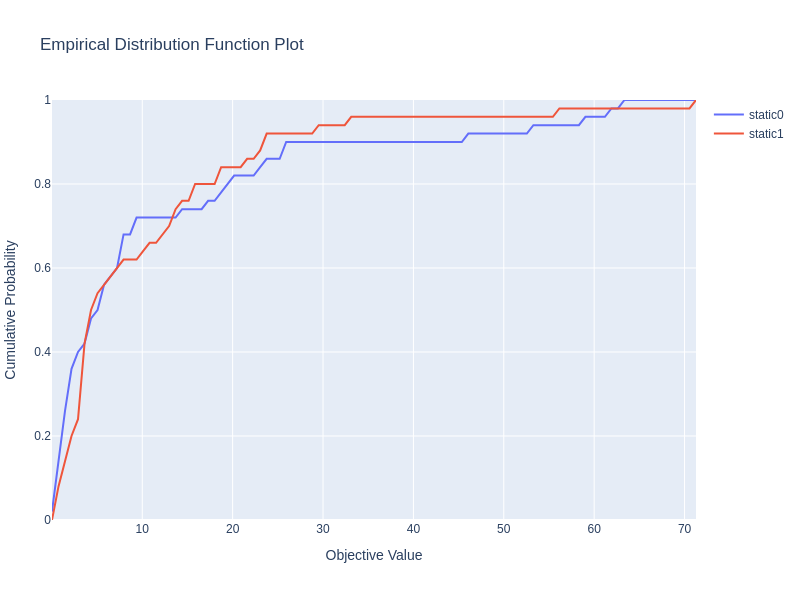 Empirical Distribution Function Plot
static0
static1
Cumulative Probability
1
0.8
0.6
0.4
0.2
0
10
20
30
40
50
60
70
Objective Value